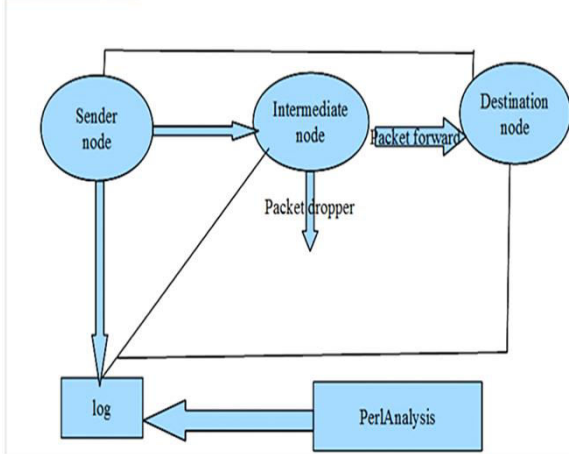 Sender
node
Intermediate
node
Destination
node
Packet forward
Packet dropper
log
PerlAnalysis